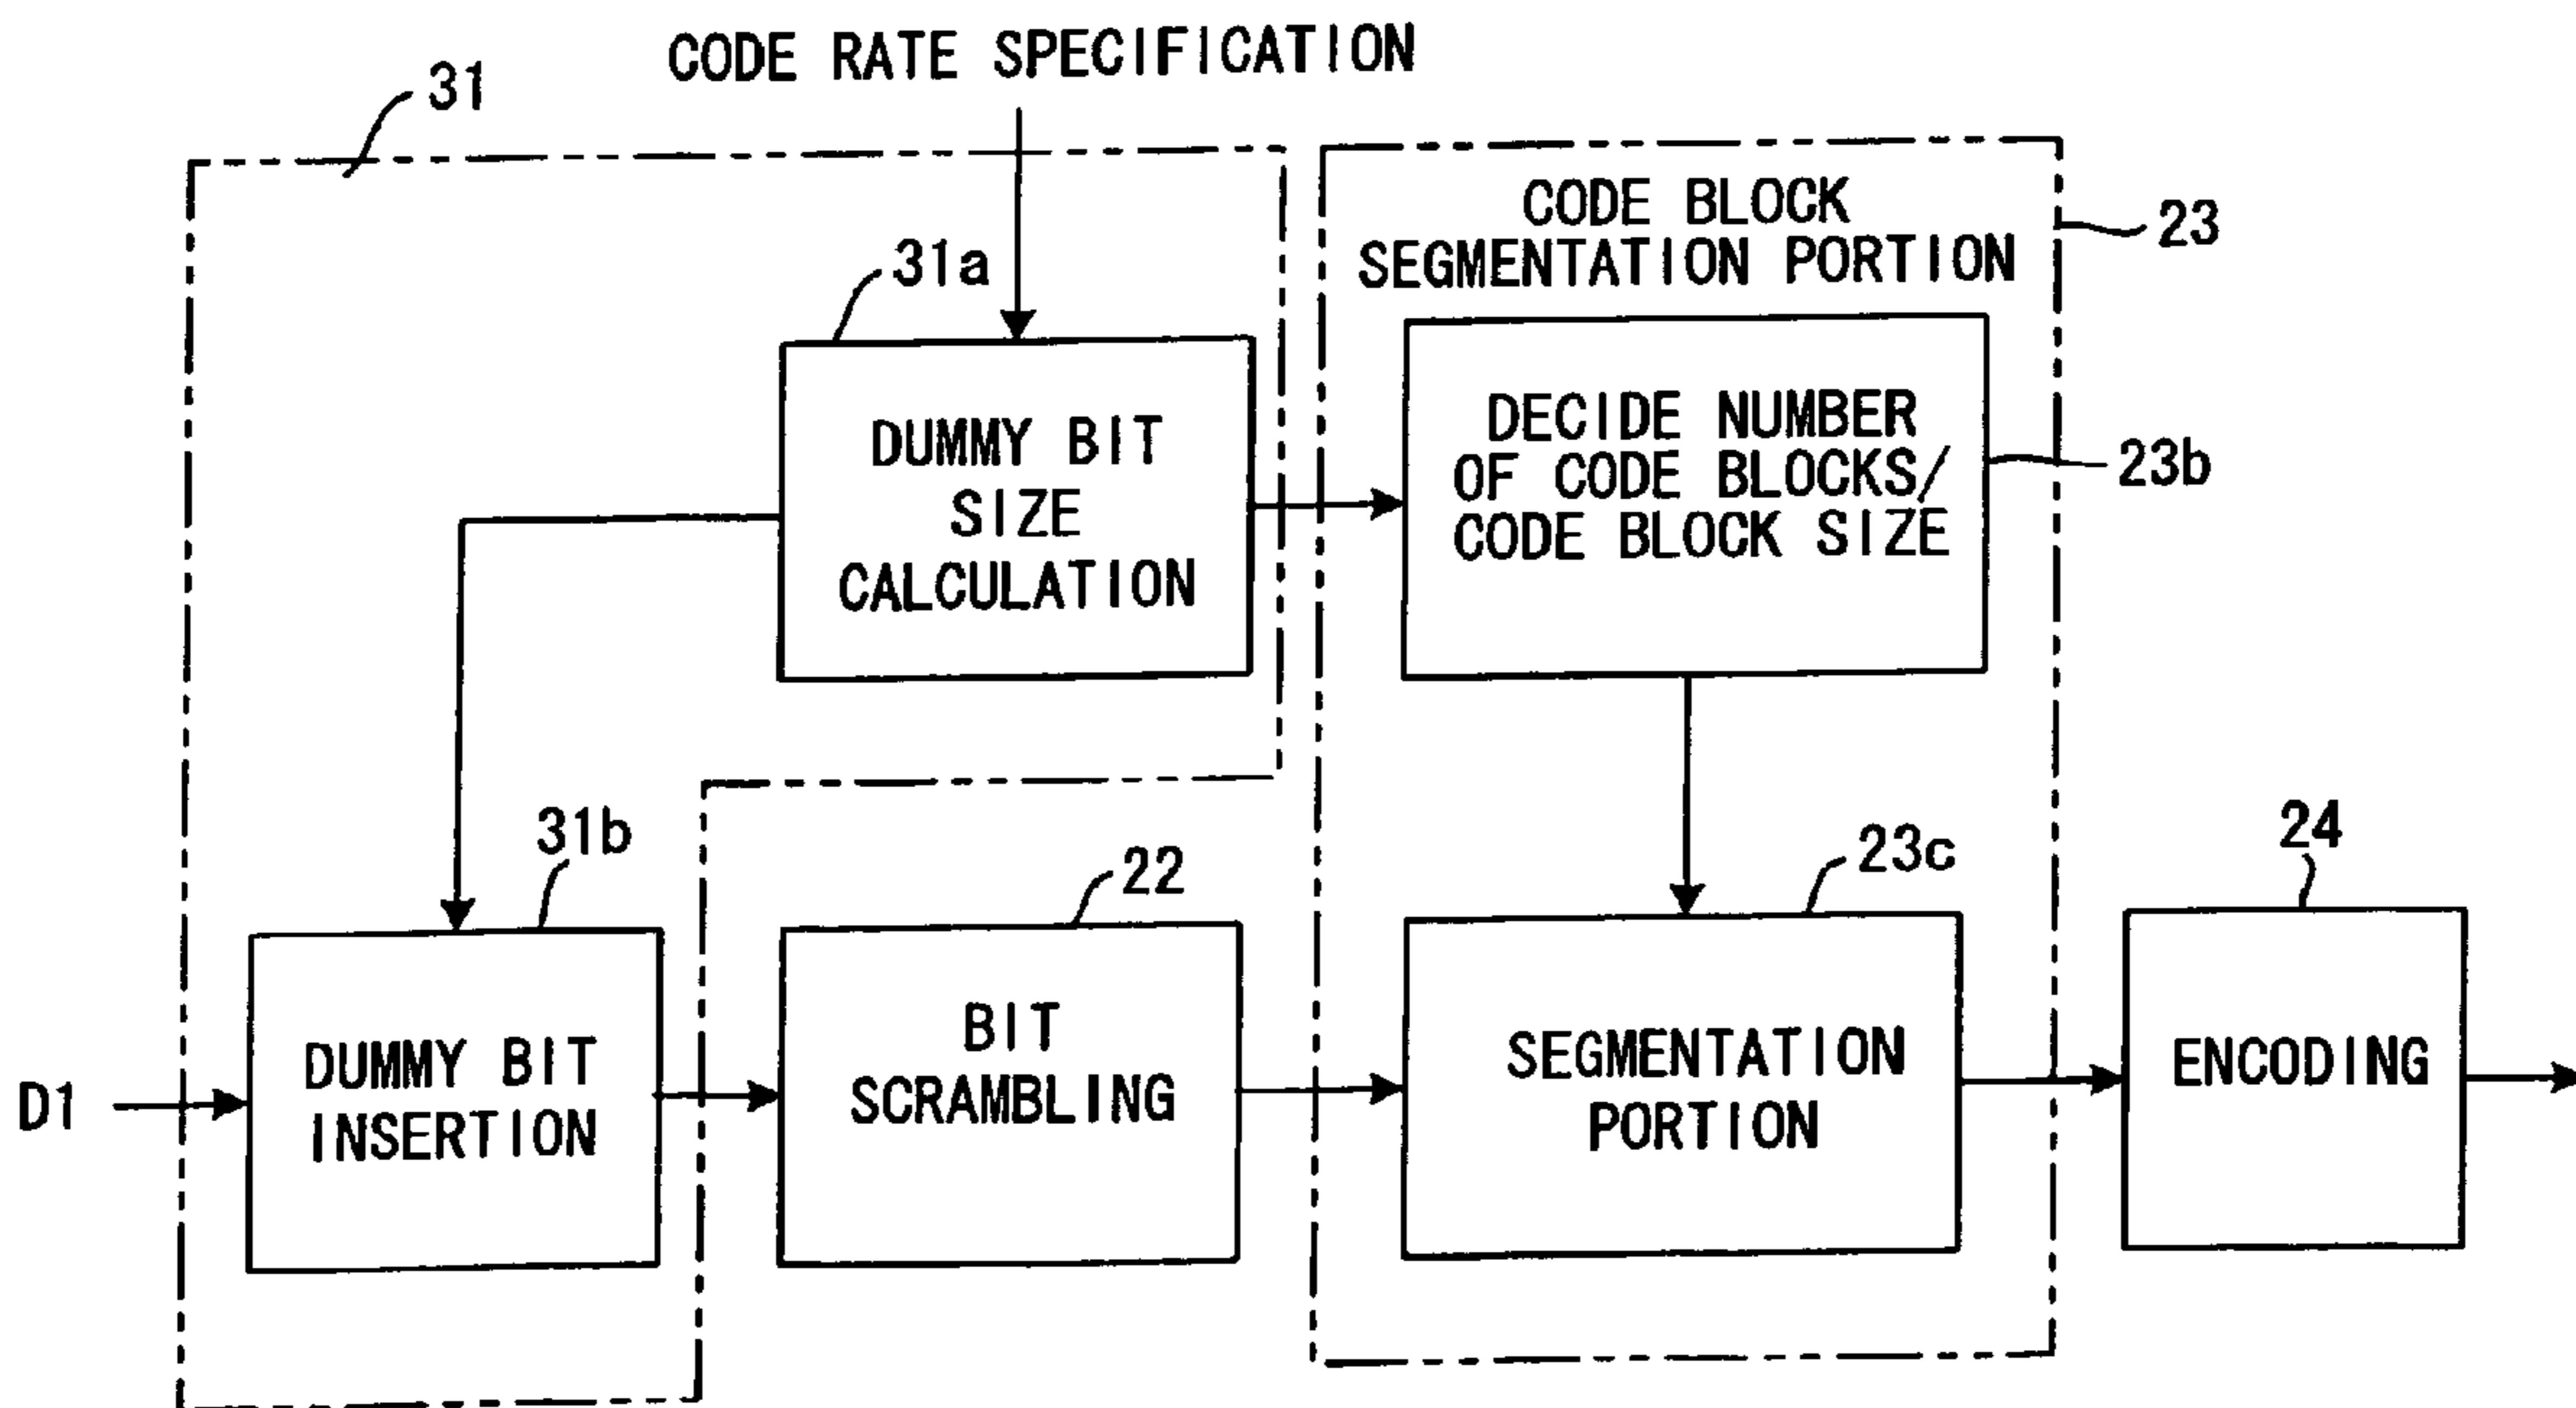 CODE RATE SPECIFICATION
31
CODE BLOCK
SEGMENTATION PORTION
23
31a
DUMMY BIT
SIZE
CALCULATION
DECIDE NUMBER
OF CODE BLOCKS/
CODE BLOCK SIZE
23b
31b
22
23c
24
D1
DUMMY BIT
INSERTION
BIT
SCRAMBLING
SEGMENTATION
PORTION
ENCODING